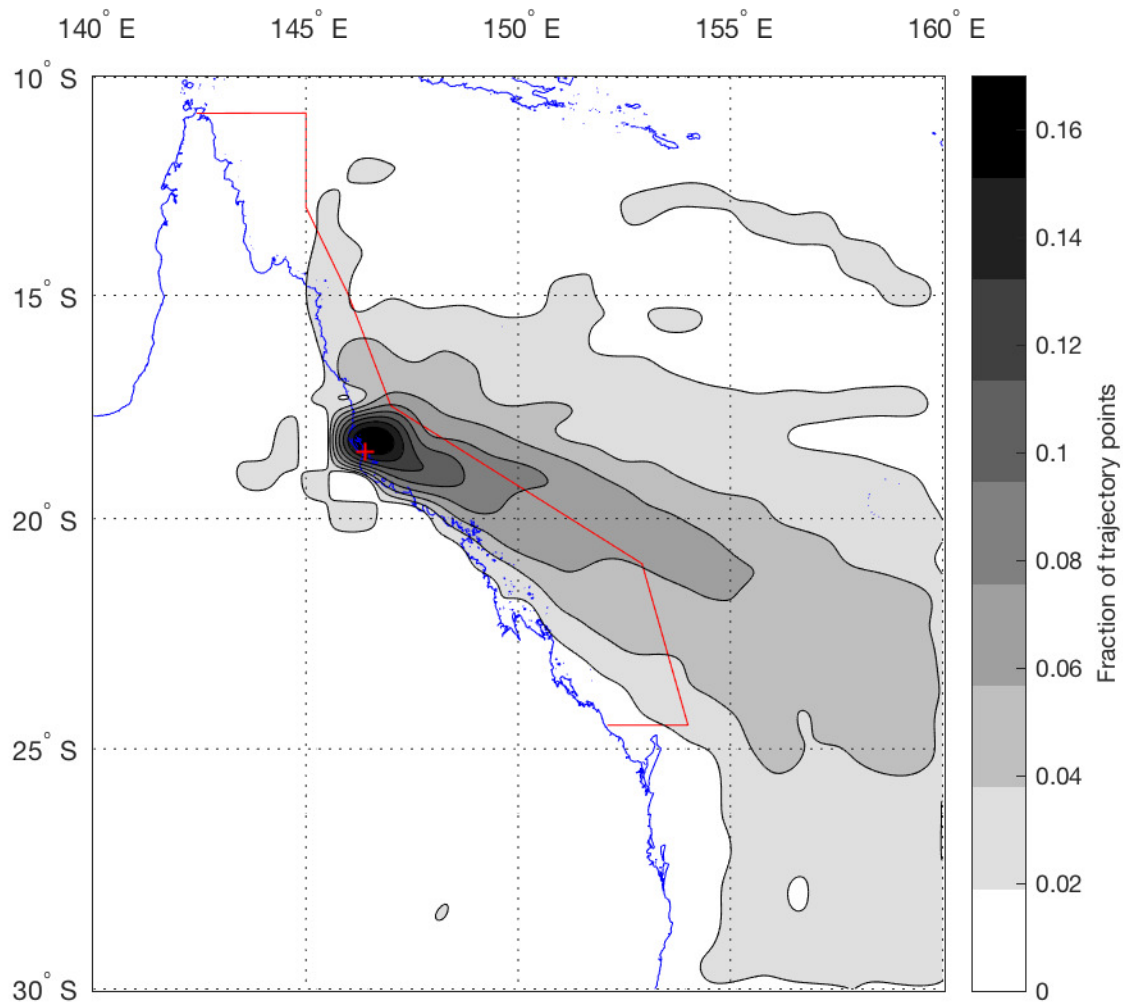 140° E 145° E 150° E 155° E 160° E
10° S
15° S
20° S
25° S
30° S
0.16
0.14
0.12
0.1
0.08
0.06
0.04
0.02
0
Fraction of trajectory points